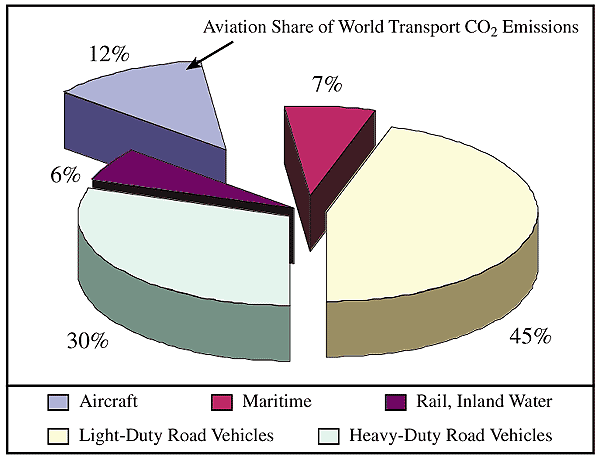 Aviation Share of World Transport CO₂ Emissions
12%
7%
6%
30%
45%
Aircraft Maritime Rail, Inland Water
Light-Duty Road Vehicles Heavy-Duty Road Vehicles